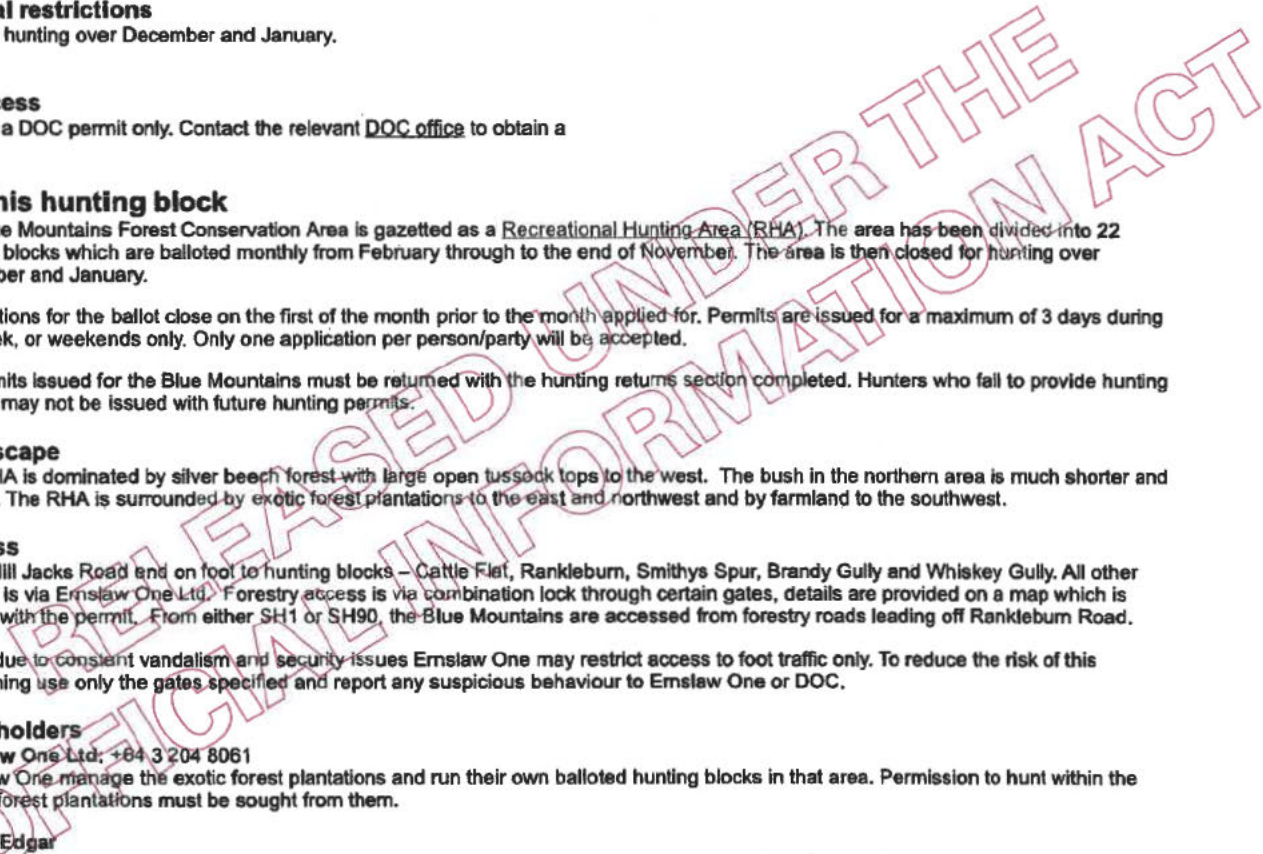 al restrictions
hunting over December and January.
cess
a DOC permit only. Contact the relevant DOC office to obtain a
his hunting block
e Mountains Forest Conservation Area is gazetted as a Recreational Hunting Area (RHA). The area has been divided into 22
blocks which are balloted monthly from February through to the end of November. The area is then closed for hunting over
ber and January.
tions for the ballot close on the first of the month prior to the month applied for. Permits are issued for a maximum of 3 days during
ek, or weekends only. Only one application per person/party will be accepted.
mits issued for the Blue Mountains must be returned with the hunting returns section completed. Hunters who fail to provide hunting
may not be issued with future hunting permits.
scape
HA is dominated by silver beech forest with large open tussock tops to the west. The bush in the northern area is much shorter and
. The RHA is surrounded by exotic forest plantations to the east and northwest and by farmland to the southwest.
ss
Mill Jacks Road end on foot to hunting blocks – Cattle Flat, Rankleburn, Smithys Spur, Brandy Gully and Whiskey Gully. All other
is via Ernslaw One Ltd. Forestry access is via combination lock through certain gates, details are provided on a map which is
with the permit. From either SH1 or SH90, the Blue Mountains are accessed from forestry roads leading off Rankleburn Road.
due to constant vandalism and security issues Ernslaw One may restrict access to foot traffic only. To reduce the risk of this
ning use only the gates specified and report any suspicious behaviour to Ernslaw One or DOC.
holders
w One Ltd: +64 3 204 8061
w One manage the exotic forest plantations and run their own balloted hunting blocks in that area. Permission to hunt within the
forest plantations must be sought from them.
Edgar
RELEASED UNDER THE
OFFICIAL INFORMATION ACT